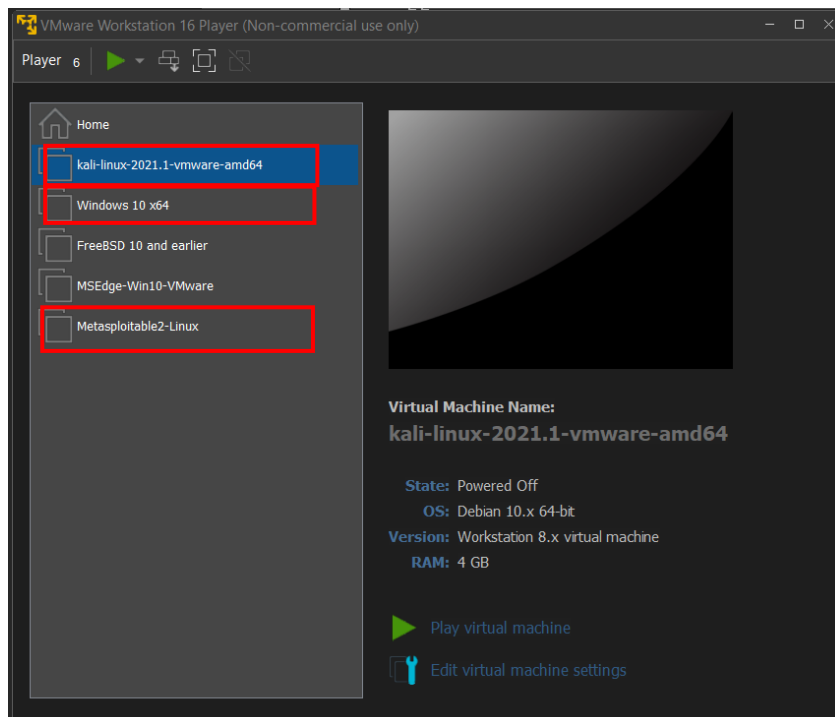 VMware Workstation 16 Player (Non-commercial use only)
Player 6
Home
kali-linux-2021.1-vmware-amd64
Windows 10 x64
FreeBSD 10 and earlier
MSEdge-Win10-VMware
Metasploitable2-Linux
Virtual Machine Name:
kali-linux-2021.1-vmware-amd64
State: Powered Off
OS: Debian 10.x 64-bit
Version: Workstation 8.x virtual machine
RAM: 4 GB
Play virtual machine
Edit virtual machine settings